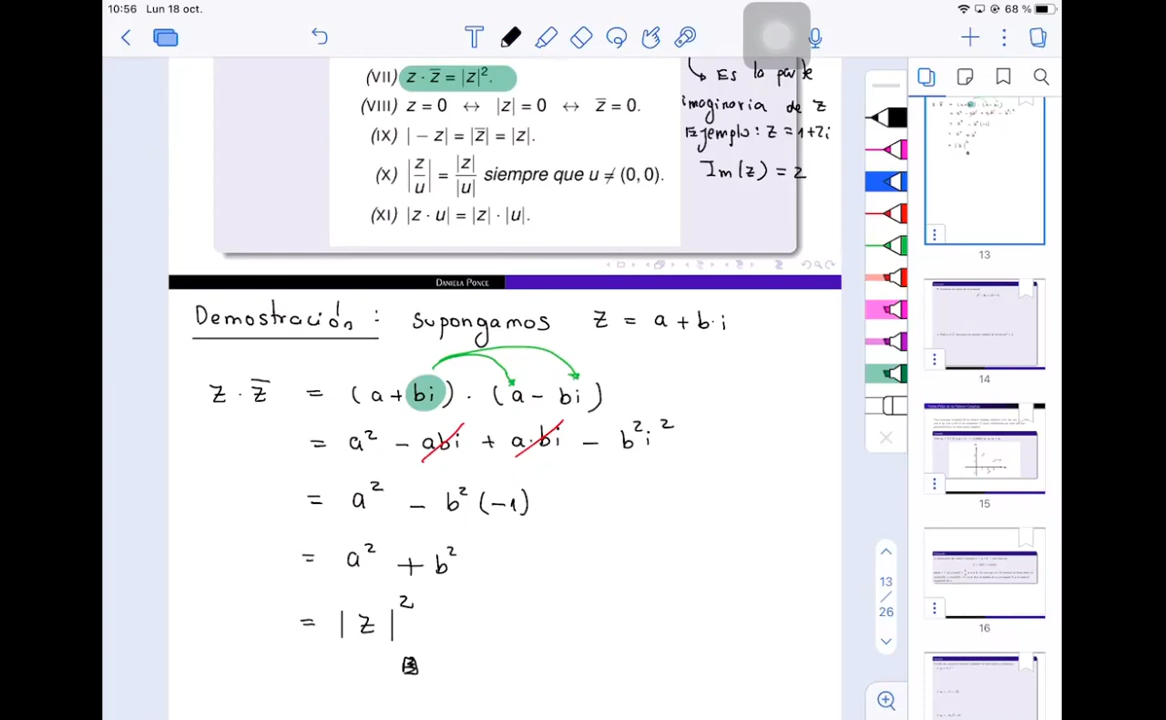 10:56 Lun 18 oct.
68 %
(VII) z · z̅ = |z|².
(VIII) z = 0 ↔ |z| = 0 ↔ z̅ = 0.
(IX) | − z| = |z̅| = |z|.
(X) |z/u| = |z|/|u| siempre que u ≠ (0, 0).
(XI) |z · u| = |z| · |u|.
↳ Es la parte
imaginaria de z
Ejemplo: z = 1+2i
Im(z) = 2
DANIELA PONCE
Demostración : Supongamos z = a + b·i
z · z̅ = (a + bi) · (a − bi)
= a² − abi + a·bi − b²i²
= a² − b² (−1)
= a² + b²
= |z|²
13
14
15
16
13 / 26